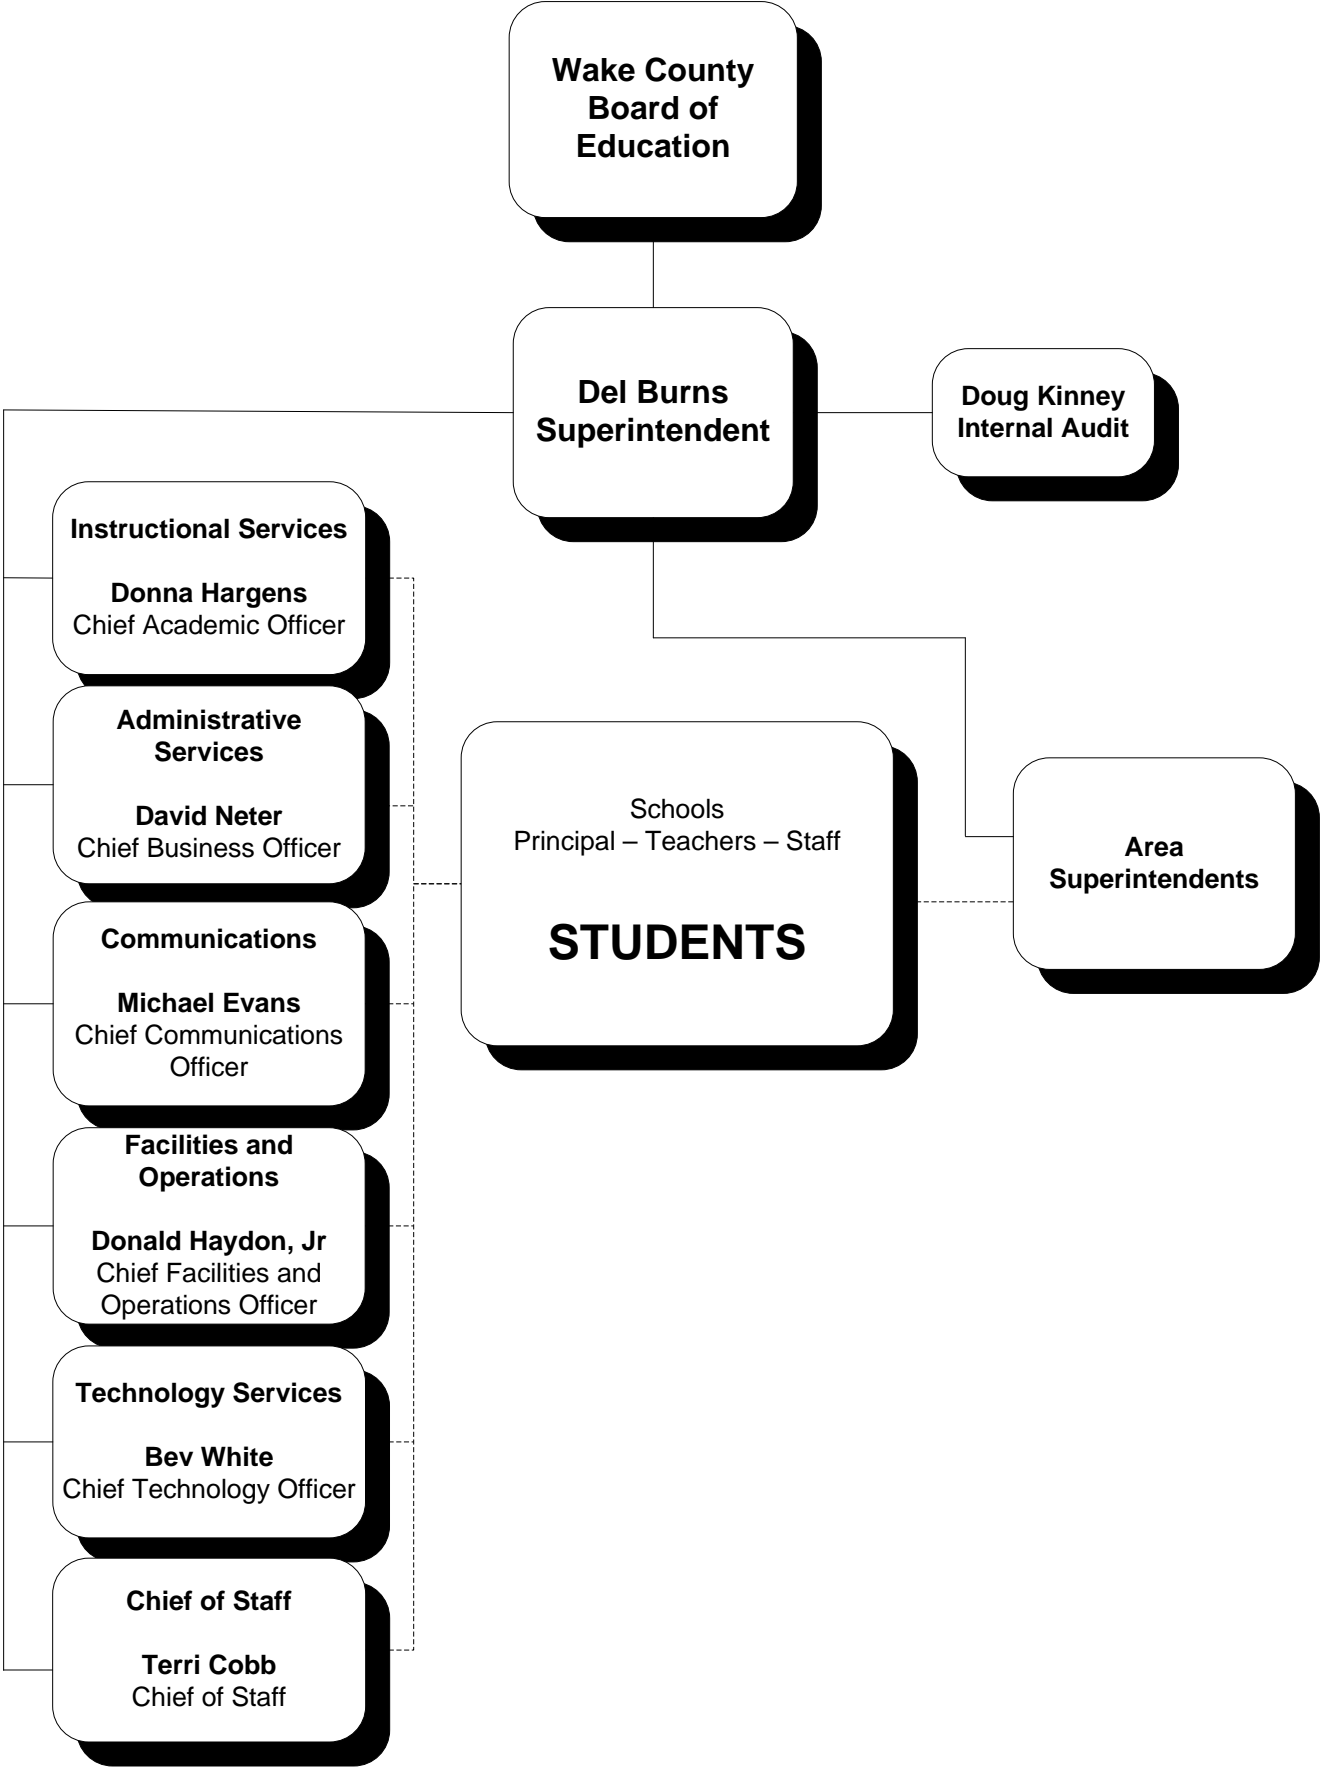 Wake County
Board of
Education
Del Burns
Superintendent
Doug Kinney
Internal Audit
Instructional Services
Donna Hargens
Chief Academic Officer
Administrative
Services
David Neter
Chief Business Officer
Communications
Michael Evans
Chief Communications
Officer
Facilities and
Operations
Donald Haydon, Jr
Chief Facilities and
Operations Officer
Technology Services
Bev White
Chief Technology Officer
Chief of Staff
Terri Cobb
Chief of Staff
Schools
Principal – Teachers – Staff
STUDENTS
Area
Superintendents